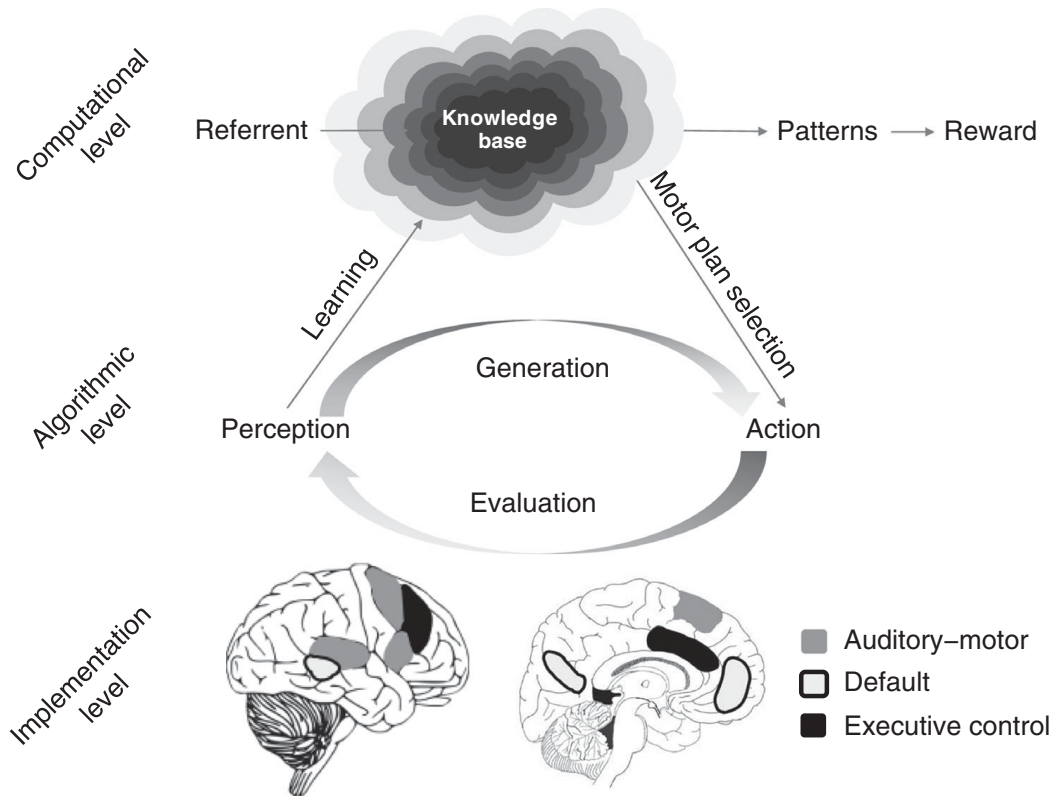 Computational
level
Referrent
Knowledge
base
Patterns
Reward
Learning
Motor plan selection
Algorithmic
level
Generation
Perception
Action
Evaluation
Implementation
level
Auditory–motor
Default
Executive control